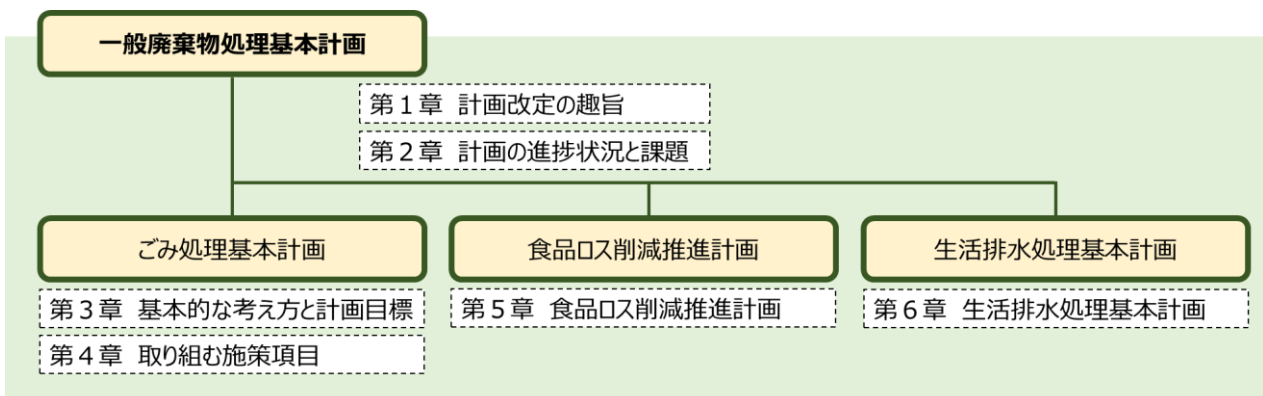 一般廃棄物処理基本計画
第１章 計画改定の趣旨
第２章 計画の進捗状況と課題
ごみ処理基本計画
食品ロス削減推進計画
生活排水処理基本計画
第３章 基本的な考え方と計画目標
第４章 取り組む施策項目
第５章 食品ロス削減推進計画
第６章 生活排水処理基本計画